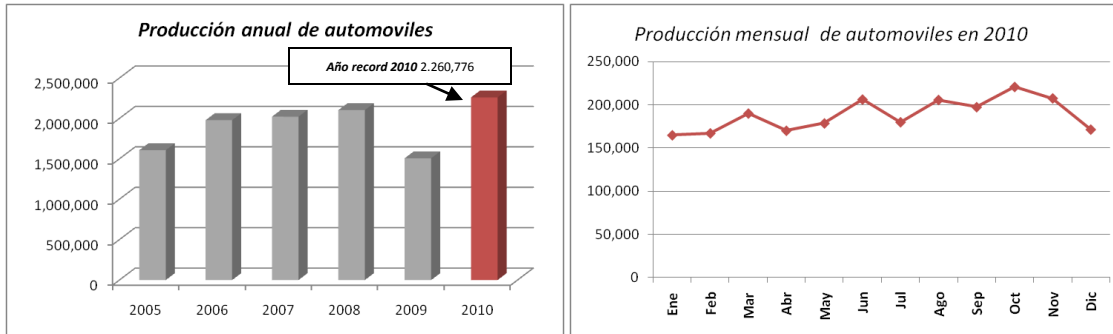 Producción anual de automoviles
Año record 2010 2.260,776
2,500,000
2,000,000
1,500,000
1,000,000
500,000
0
2005 2006 2007 2008 2009 2010
Producción mensual de automoviles en 2010
250,000
200,000
150,000
100,000
50,000
0
Ene Feb Mar Abr May Jun Jul Ago Sep Oct Nov Dic